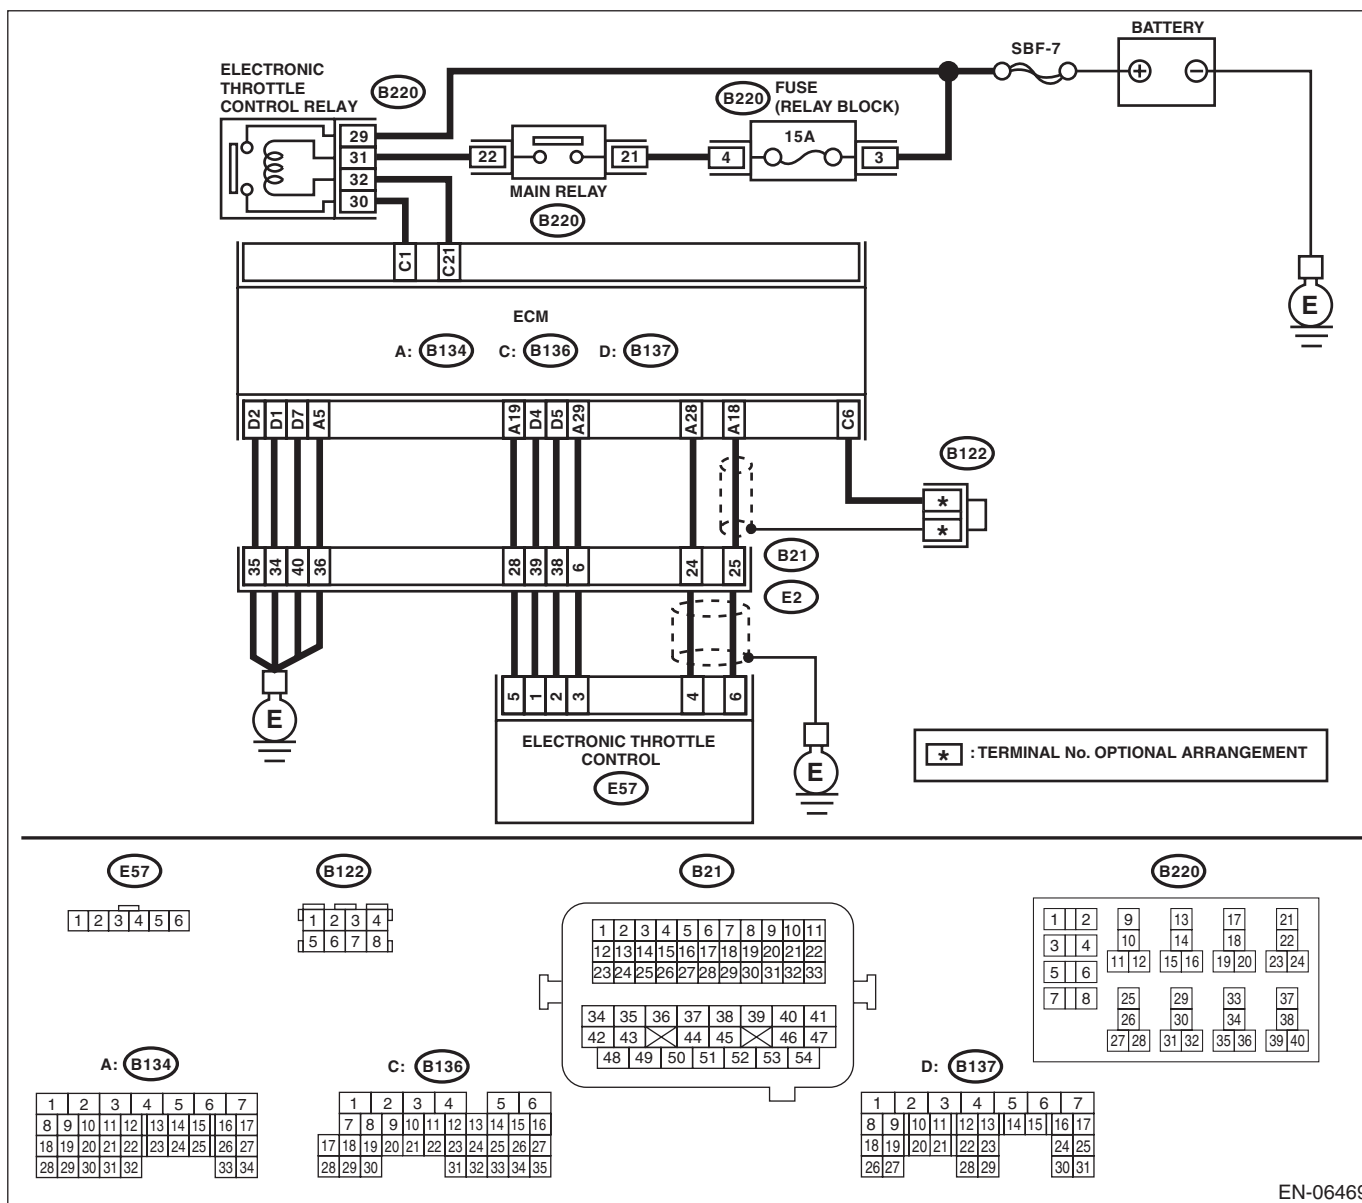 BATTERY
SBF-7
ELECTRONIC
THROTTLE
CONTROL RELAY
B220
B220
FUSE
(RELAY BLOCK)
15A
29
31
32
30
22
21
4
3
MAIN RELAY
B220
C1
C21
E
ECM
A: B134 C: B136 D: B137
D2 D1 D7 A5 A19 D4 D5 A29 A28 A18 C6
B122
*
*
35 34 40 36 28 39 38 6 24 25
B21
E2
5 1 2 3 4 6
E
ELECTRONIC THROTTLE
CONTROL
E57
E
* : TERMINAL No. OPTIONAL ARRANGEMENT
E57
1 2 3 4 5 6
B122
1 2 3 4
5 6 7 8
B21
1 2 3 4 5 6 7 8 9 10 11
12 13 14 15 16 17 18 19 20 21 22
23 24 25 26 27 28 29 30 31 32 33
34 35 36 37 38 39 40 41
42 43 44 45 46 47
48 49 50 51 52 53 54
B220
1 2 9 13 17 21
3 4 10 14 18 22
11 12 15 16 19 20 23 24
5 6
7 8 25 29 33 37
26 30 34 38
27 28 31 32 35 36 39 40
A: B134
1 2 3 4 5 6 7
8 9 10 11 12 13 14 15 16 17
18 19 20 21 22 23 24 25 26 27
28 29 30 31 32 33 34
C: B136
1 2 3 4 5 6
7 8 9 10 11 12 13 14 15 16
17 18 19 20 21 22 23 24 25 26 27
28 29 30 31 32 33 34 35
D: B137
1 2 3 4 5 6 7
8 9 10 11 12 13 14 15 16 17
18 19 20 21 22 23 24 25
26 27 28 29 30 31
EN-06469